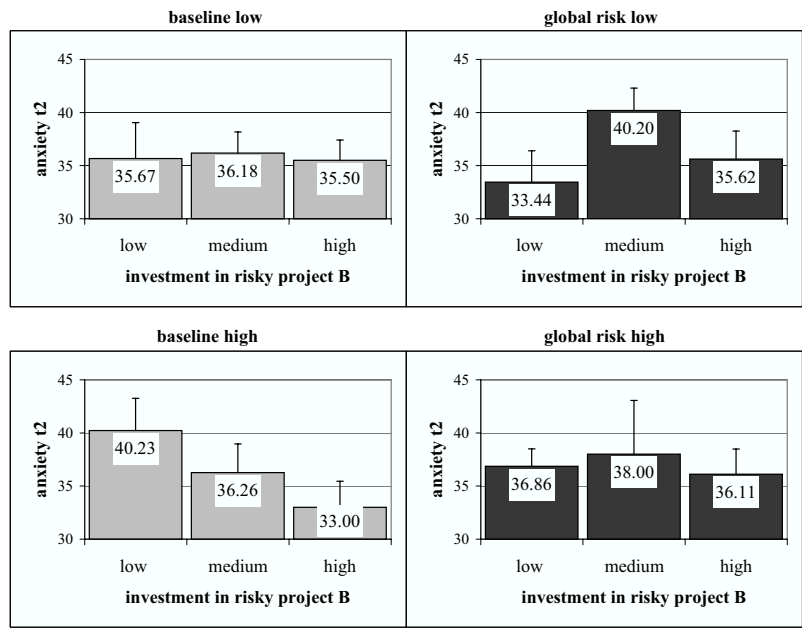 baseline low
global risk low
45
40
35
30
anxiety t2
35.67
36.18
35.50
low medium high
investment in risky project B
45
40
35
30
anxiety t2
33.44
40.20
35.62
low medium high
investment in risky project B
baseline high
global risk high
45
40
35
30
anxiety t2
40.23
36.26
33.00
low medium high
investment in risky project B
45
40
35
30
anxiety t2
36.86
38.00
36.11
low medium high
investment in risky project B